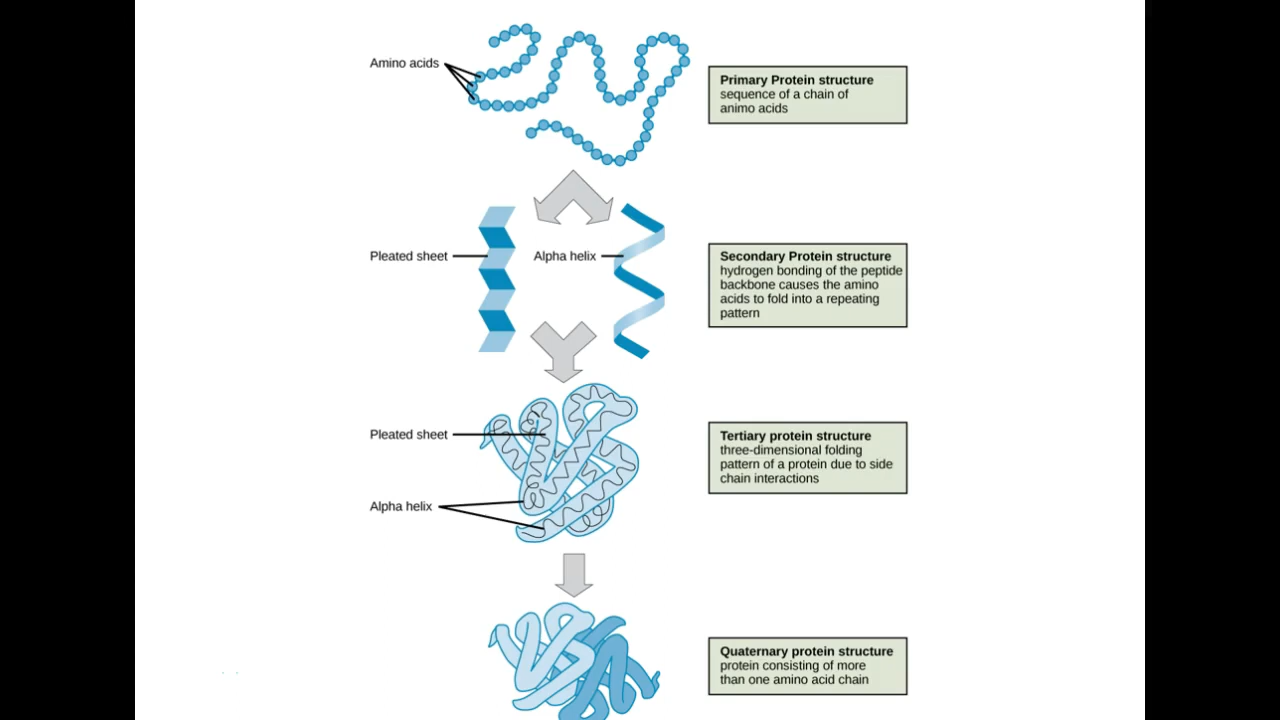 Amino acids
Primary Protein structure
sequence of a chain of
animo acids
Pleated sheet
Alpha helix
Secondary Protein structure
hydrogen bonding of the peptide
backbone causes the amino
acids to fold into a repeating
pattern
Pleated sheet
Alpha helix
Tertiary protein structure
three-dimensional folding
pattern of a protein due to side
chain interactions
Quaternary protein structure
protein consisting of more
than one amino acid chain